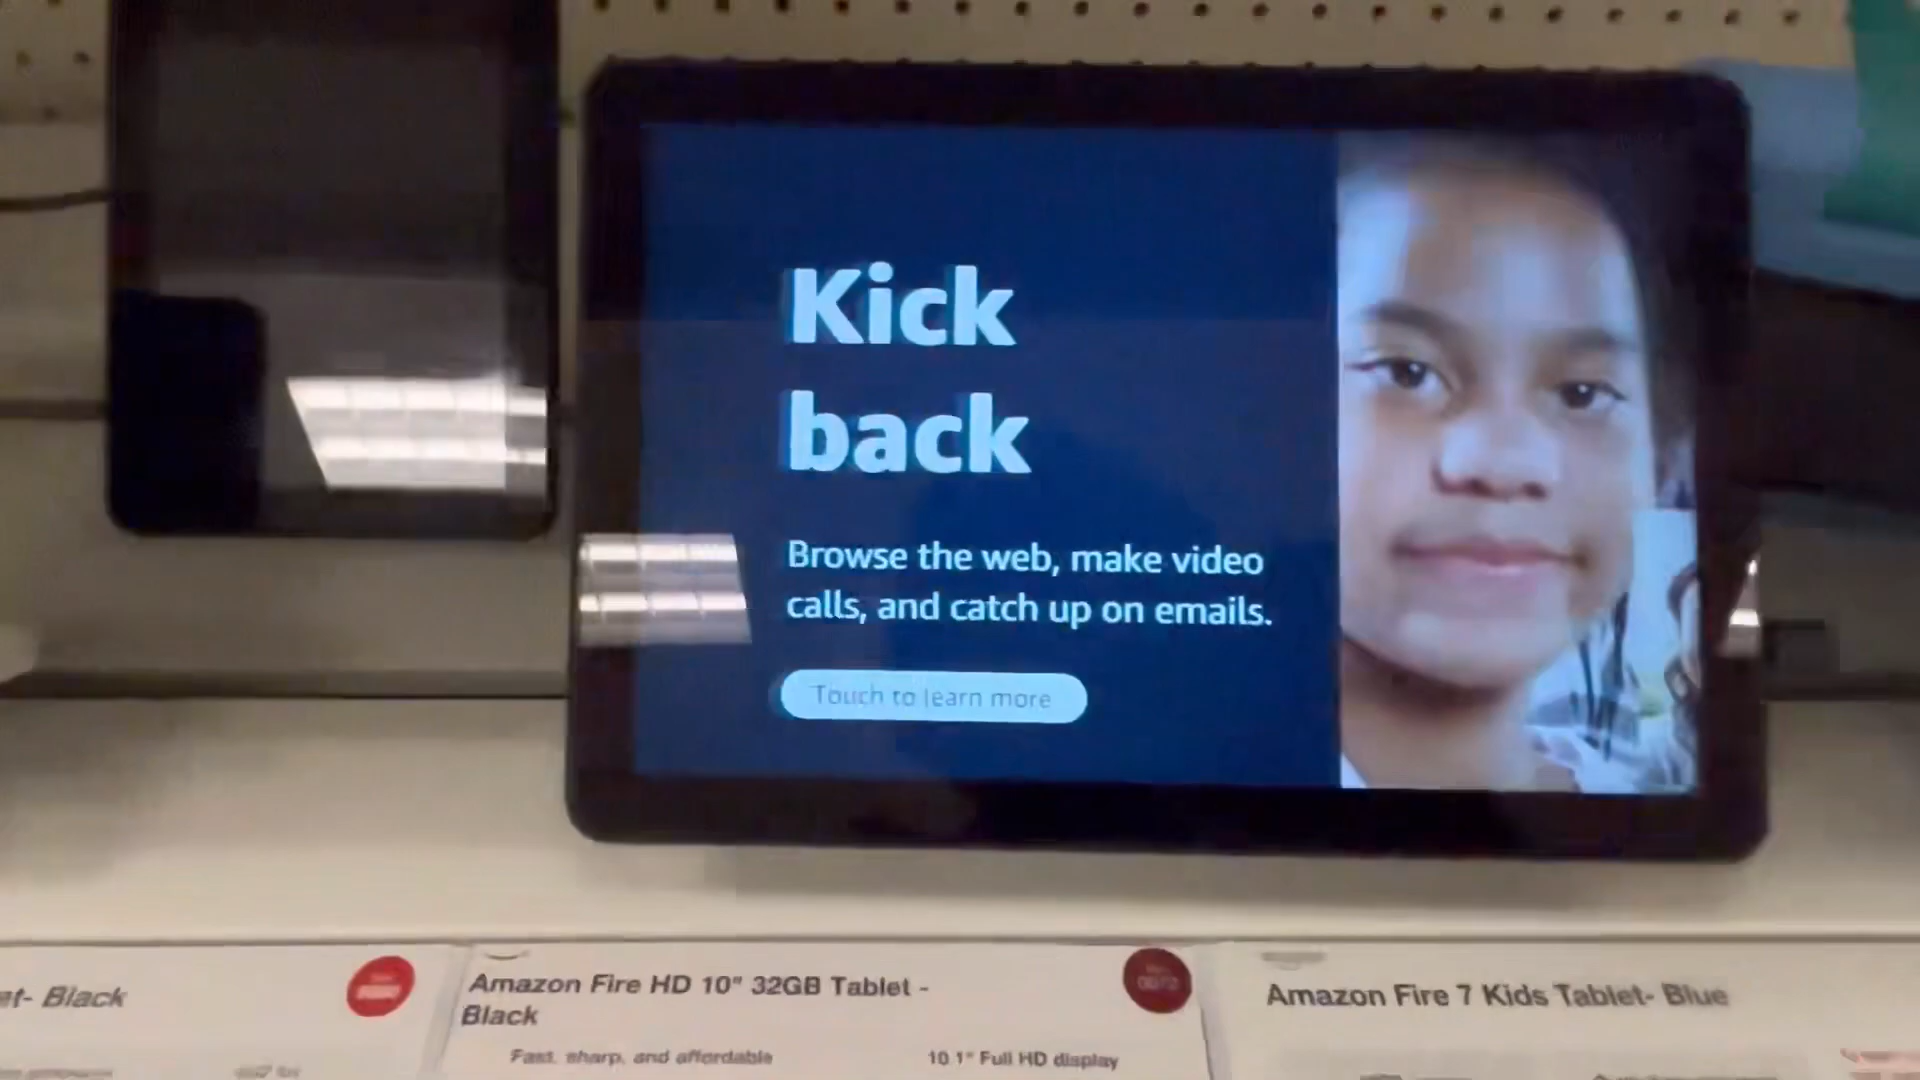 Kick
back
Browse the web, make video
calls, and catch up on emails.
Touch to learn more
et- Black
Amazon Fire HD 10" 32GB Tablet -
Black
Fast, sharp, and affordable
10.1" Full HD display
Amazon Fire 7 Kids Tablet- Blue